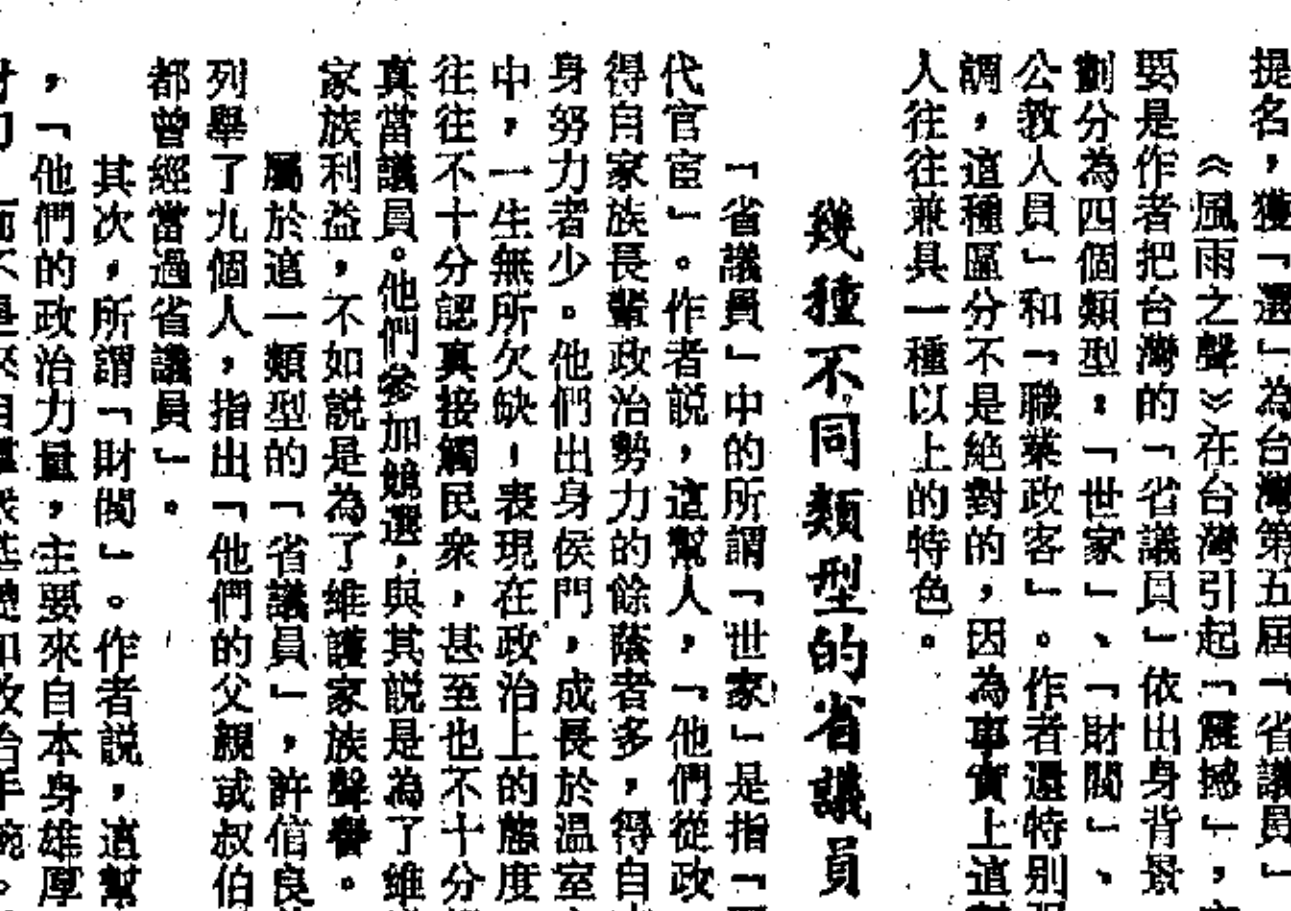 提名，獲「選」為台灣第五屆「省議員」
《風雨之聲》在台灣引起「震撼」，
要是作者把台灣的「省議員」依出身背景
劃分為四個類型：「世家」、「財閥」、
公教人員」和「職業政客」。作者還特別
調，這種區分不是絕對的，因為事實上這
人往往兼具一種以上的特色。
幾種不同類型的省議員
「省議員」中的所謂「世家」是指「
代官宦」。作者説，這幫人，「他們從政
得自家族長輩政治勢力的餘蔭者多，得自
身努力者少。他們出身侯門，成長於温室
中，一生無所欠缺！表現在政治上的態度
往往不十分認真接觸民衆，甚至也不十分
真當議員。他們參加競選，與其説是為了維
家族利益，不如説是為了維護家族聲譽。
屬於這一類型的「省議員」，許信良
列舉了九個人，指出「他們的父親或叔伯
都曾經當過省議員」。
其次，所謂「財閥」。作者説，這幫
，「他們的政治力量，主要來自本身雄厚